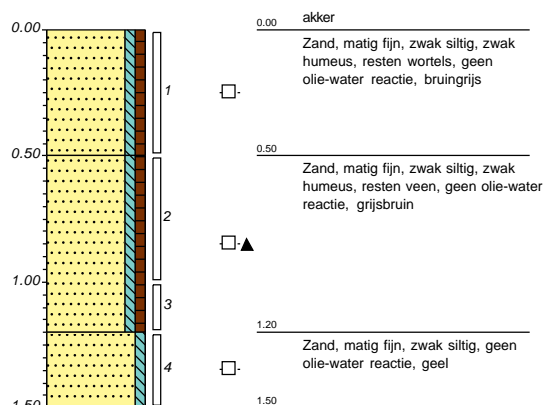 akker
0.00
0.00
Zand, matig fijn, zwak siltig, zwak
humeus, resten wortels, geen
olie-water reactie, bruingrijs
1
0.50
0.50
Zand, matig fijn, zwak siltig, zwak
humeus, resten veen, geen olie-water
reactie, grijsbruin
2
1.00
3
1.20
Zand, matig fijn, zwak siltig, geen
olie-water reactie, geel
4
1.50
1.50